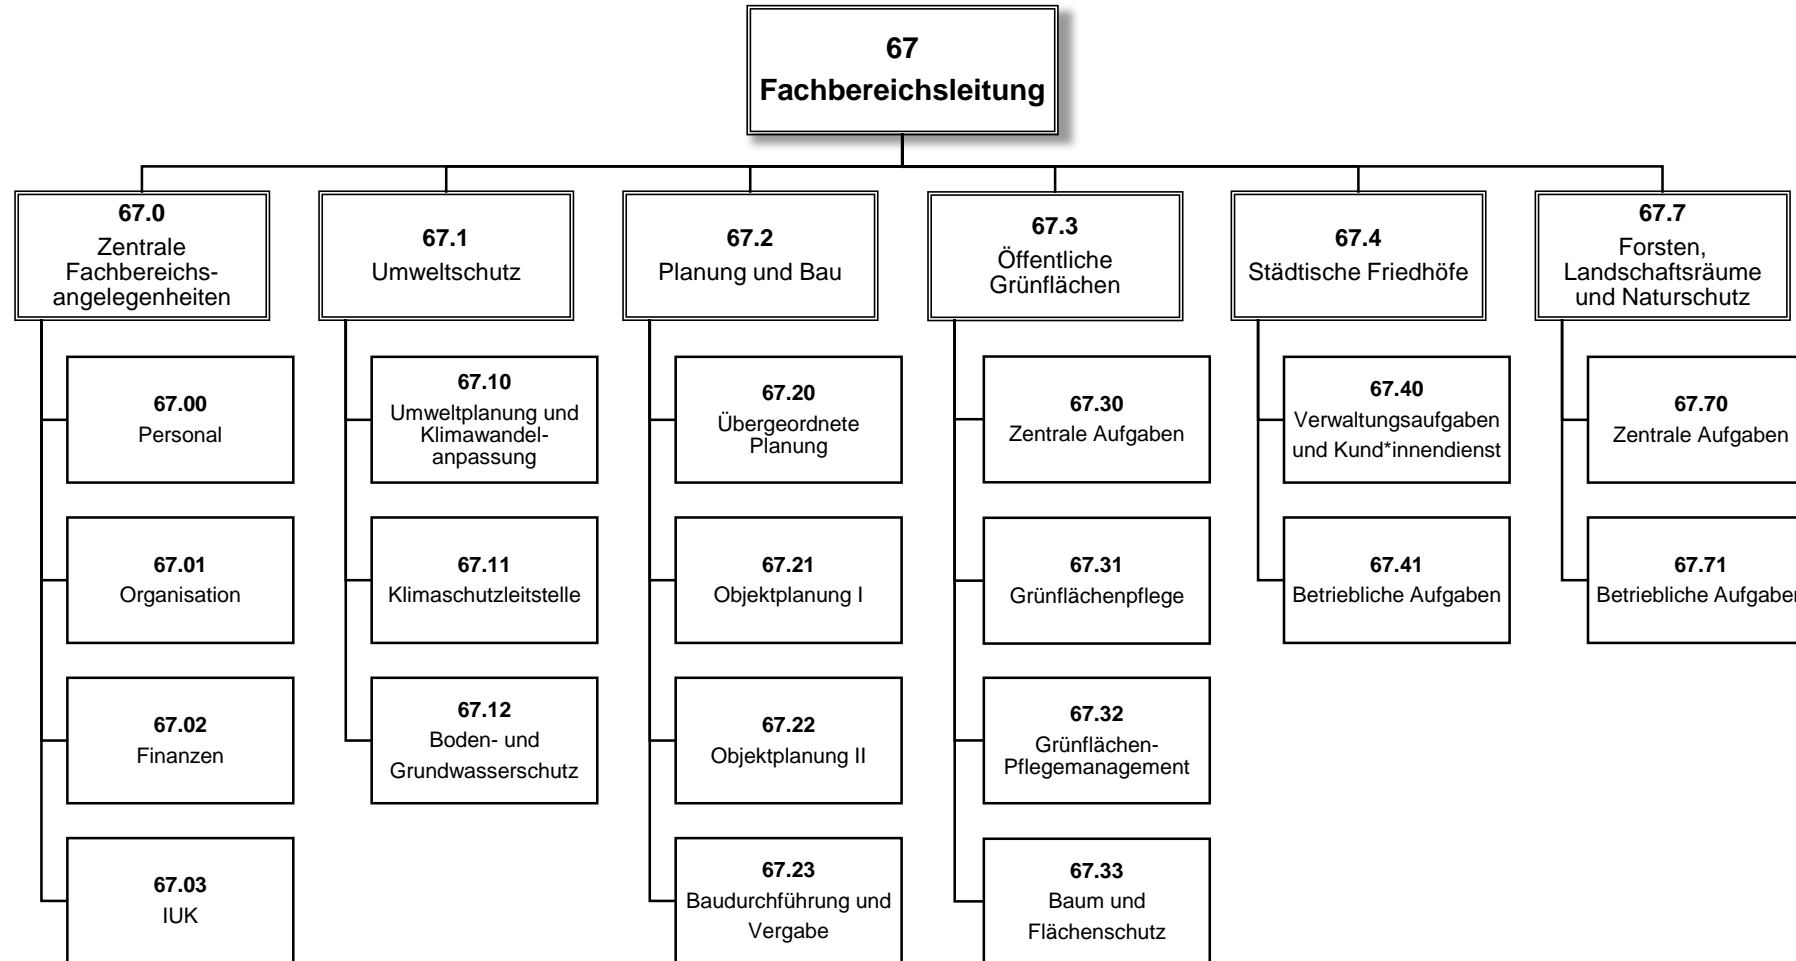 67
Fachbereichsleitung
67.0
Zentrale
Fachbereichs-
angelegenheiten
67.1
Umweltschutz
67.2
Planung und Bau
67.3
Öffentliche
Grünflächen
67.4
Städtische Friedhöfe
67.7
Forsten,
Landschaftsräume
und Naturschutz
67.00
Personal
67.10
Umweltplanung und
Klimawandel-
anpassung
67.20
Übergeordnete
Planung
67.30
Zentrale Aufgaben
67.40
Verwaltungsaufgaben
und Kund*innendienst
67.70
Zentrale Aufgaben
67.01
Organisation
67.11
Klimaschutzleitstelle
67.21
Objektplanung I
67.31
Grünflächenpflege
67.41
Betriebliche Aufgaben
67.71
Betriebliche Aufgaben
67.02
Finanzen
67.12
Boden- und
Grundwasserschutz
67.22
Objektplanung II
67.32
Grünflächen-
Pflegemanagement
67.03
IUK
67.23
Baudurchführung und
Vergabe
67.33
Baum und
Flächenschutz